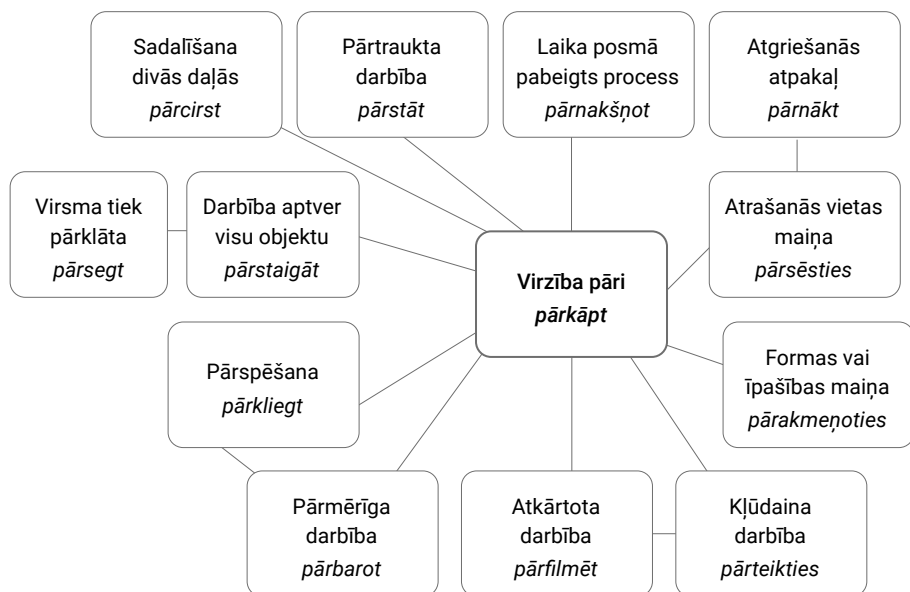 Sadalīšana
divās daļās
pārcirst
Pārtraukta
darbība
pārstāt
Laika posmā
pabeigts process
pārnakšņot
Atgriešanās
atpakaļ
pārnākt
Virsma tiek
pārklāta
pārsegt
Darbība aptver
visu objektu
pārstaigāt
Virzība pāri
pārkāpt
Atrašanās vietas
maiņa
pārsēsties
Pārspēšana
pārkliegt
Formas vai
īpašības maiņa
pārakmeņoties
Pārmērīga
darbība
pārbarot
Atkārtota
darbība
pārfilmēt
Kļūdaina
darbība
pārteikties